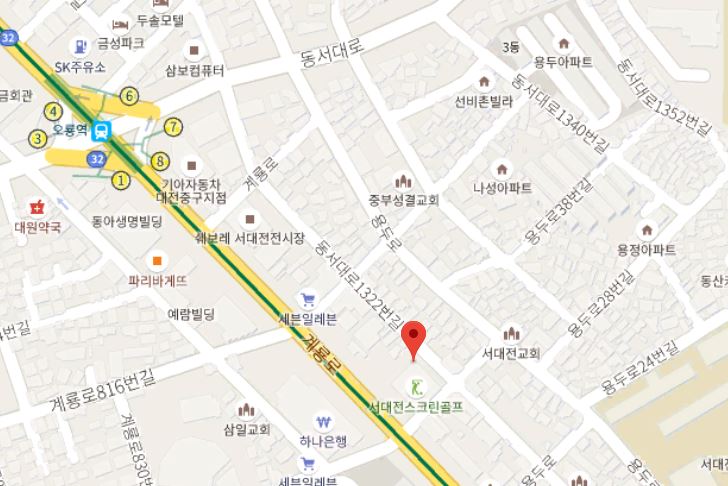 두솔모텔
32
금성파크
3동
용두아파트
SK주유소
동서대로
삼보컴퓨터
동서대로1352번길
금회관
6
선비촌빌라
동서대로1340번길
4
오룡역
7
3
32
8
1
기아자동차
대전중구지점
계룡로
중부성결교회
나성아파트
용두로38번길
대원약국
동아생명빌딩
쉐보레 서대전전시장
용두로
용정아파트
동서대로1322번길
파리바게뜨
용두로28번길
예람빌딩
세븐일레븐
계룡로
서대전교회
용두로24번길
계룡로816번길
서대전스크린골프
삼일교회
계룡로830번
하나은행
세븐일레븐
용두로
서대